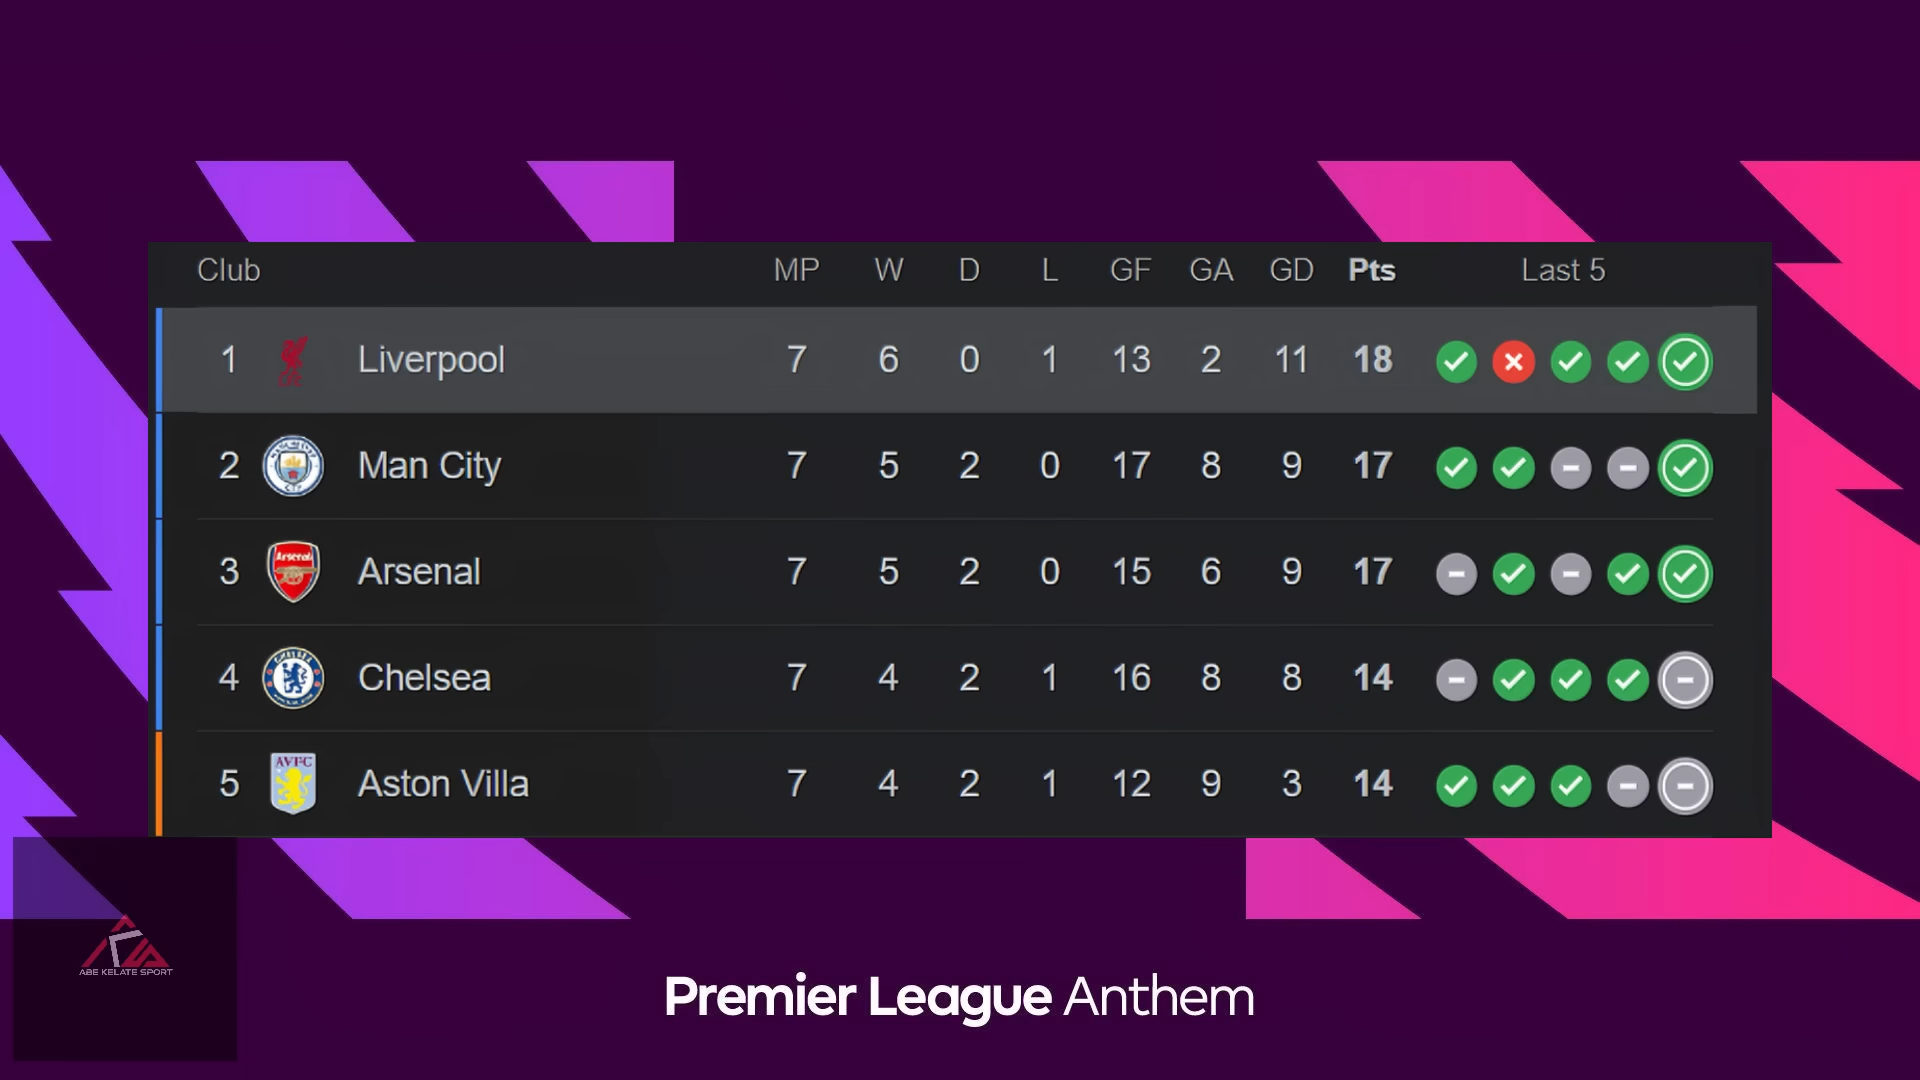 Club MP W D L GF GA GD Pts Last 5
1 Liverpool 7 6 0 1 13 2 11 18
2 Man City 7 5 2 0 17 8 9 17
3 Arsenal Arsenal 7 5 2 0 15 6 9 17
4 Chelsea 7 4 2 1 16 8 8 14
5 AVFC Aston Villa 7 4 2 1 12 9 3 14
ABE KELATE SPORT
Premier League Anthem